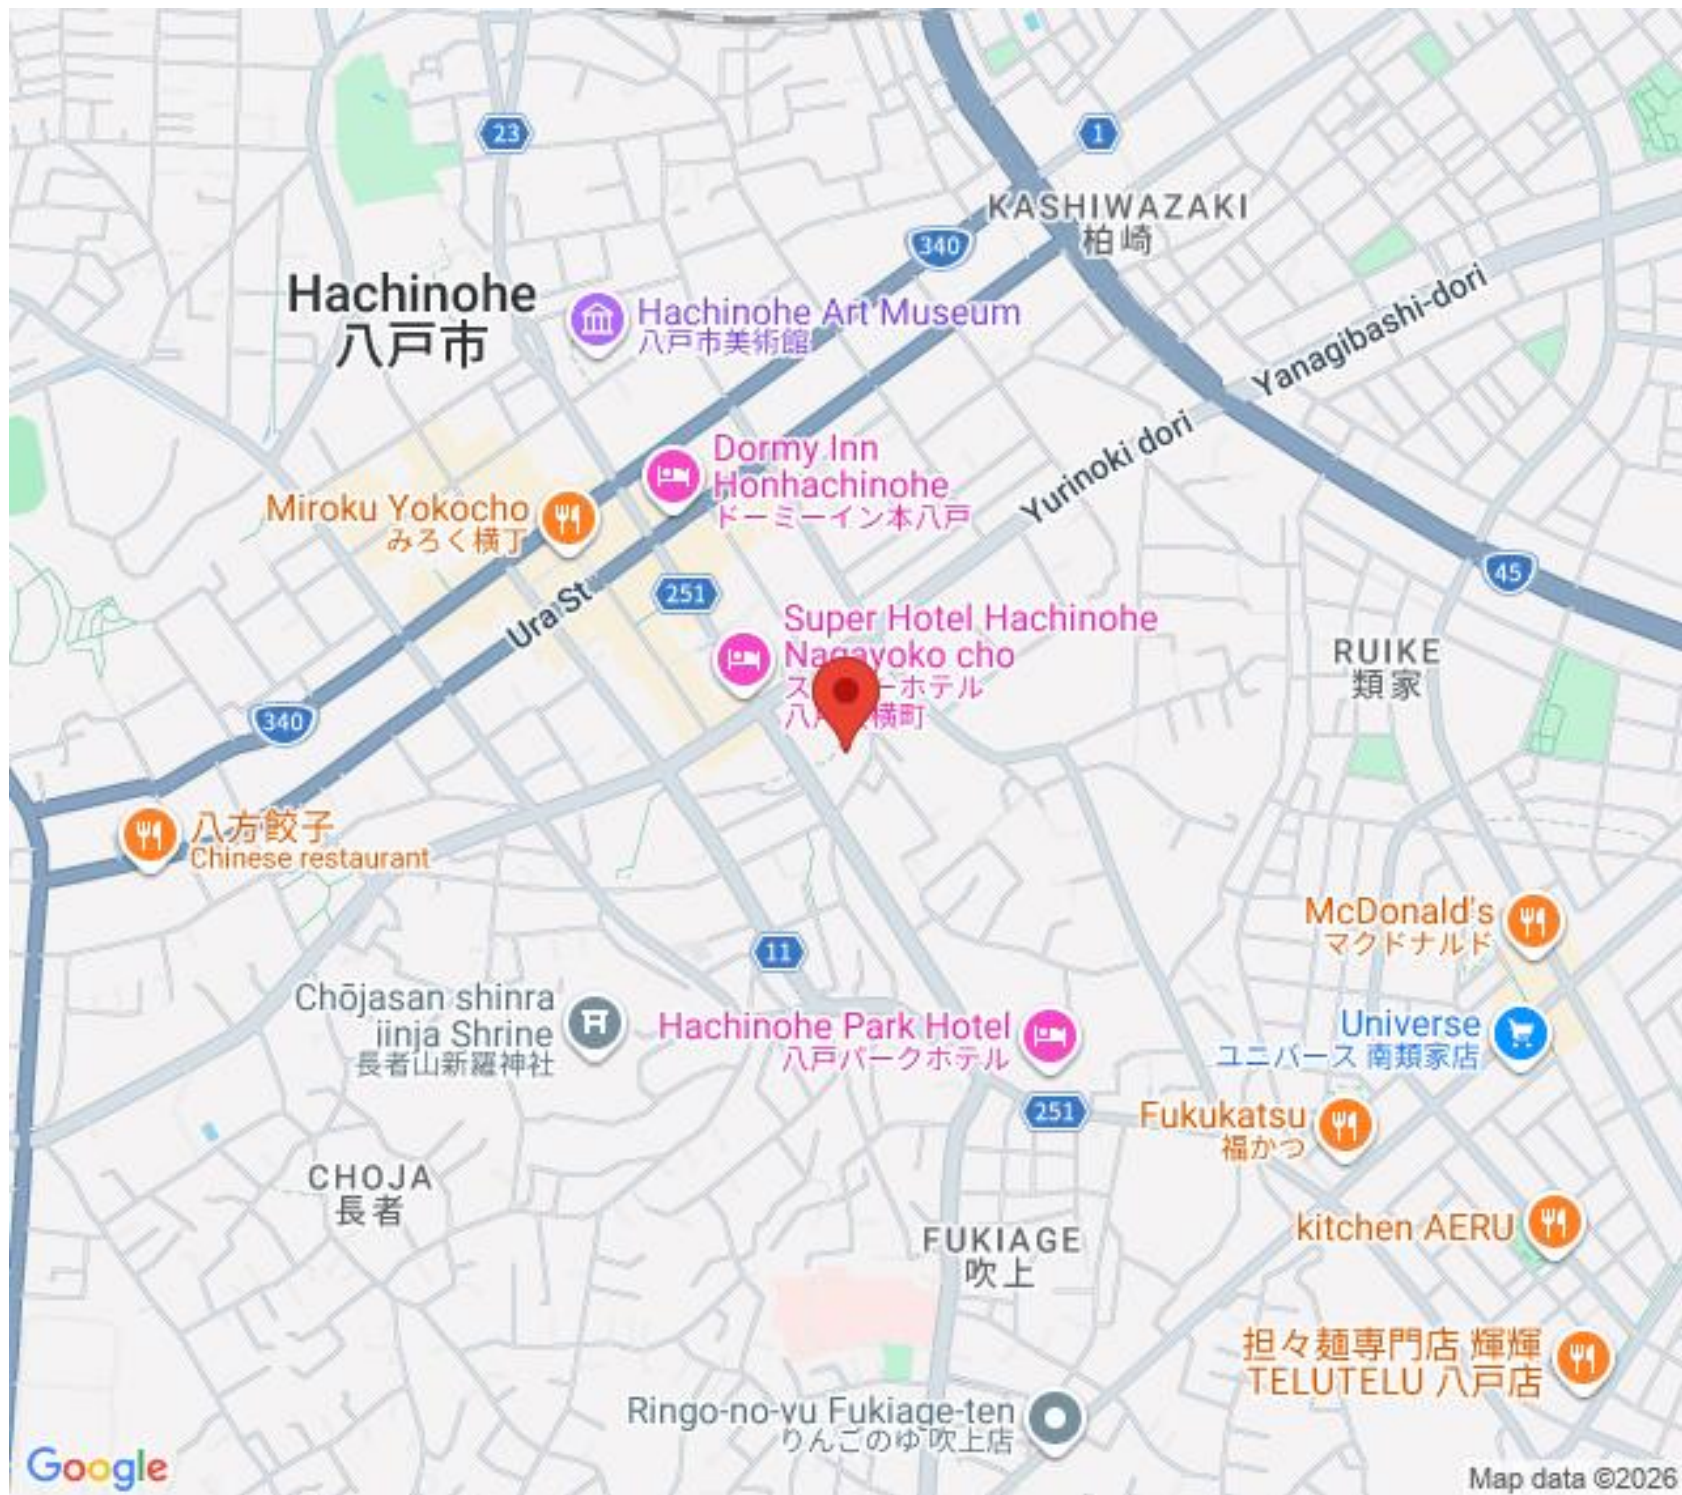 23
1
KASHIWAZAKI
柏崎
340
Hachinohe
八戸市
Hachinohe Art Museum
八戸市美術館
Yanagibashi-dori
Yurinoki dori
Dormy Inn
Honhachinohe
ドーミーイン本八戸
Miroku Yokocho
みろく横丁
Ura St
251
45
Super Hotel Hachinohe
Nagayoko cho
ホテル
横町
RUIKE
類家
340
八方餃子
Chinese restaurant
McDonald's
マクドナルド
11
Chōjasan shinra
jinja Shrine
長者山新羅神社
Hachinohe Park Hotel
八戸パークホテル
Universe
ユニバース 南類家店
251
Fukukatsu
福かつ
CHOJA
長者
kitchen AERU
FUKIAGE
吹上
担々麺専門店 輝輝
TELUTELU 八戸店
Ringo-no-yu Fukiage-ten
りんごのゆ 吹上店
Google
Map data ©2026